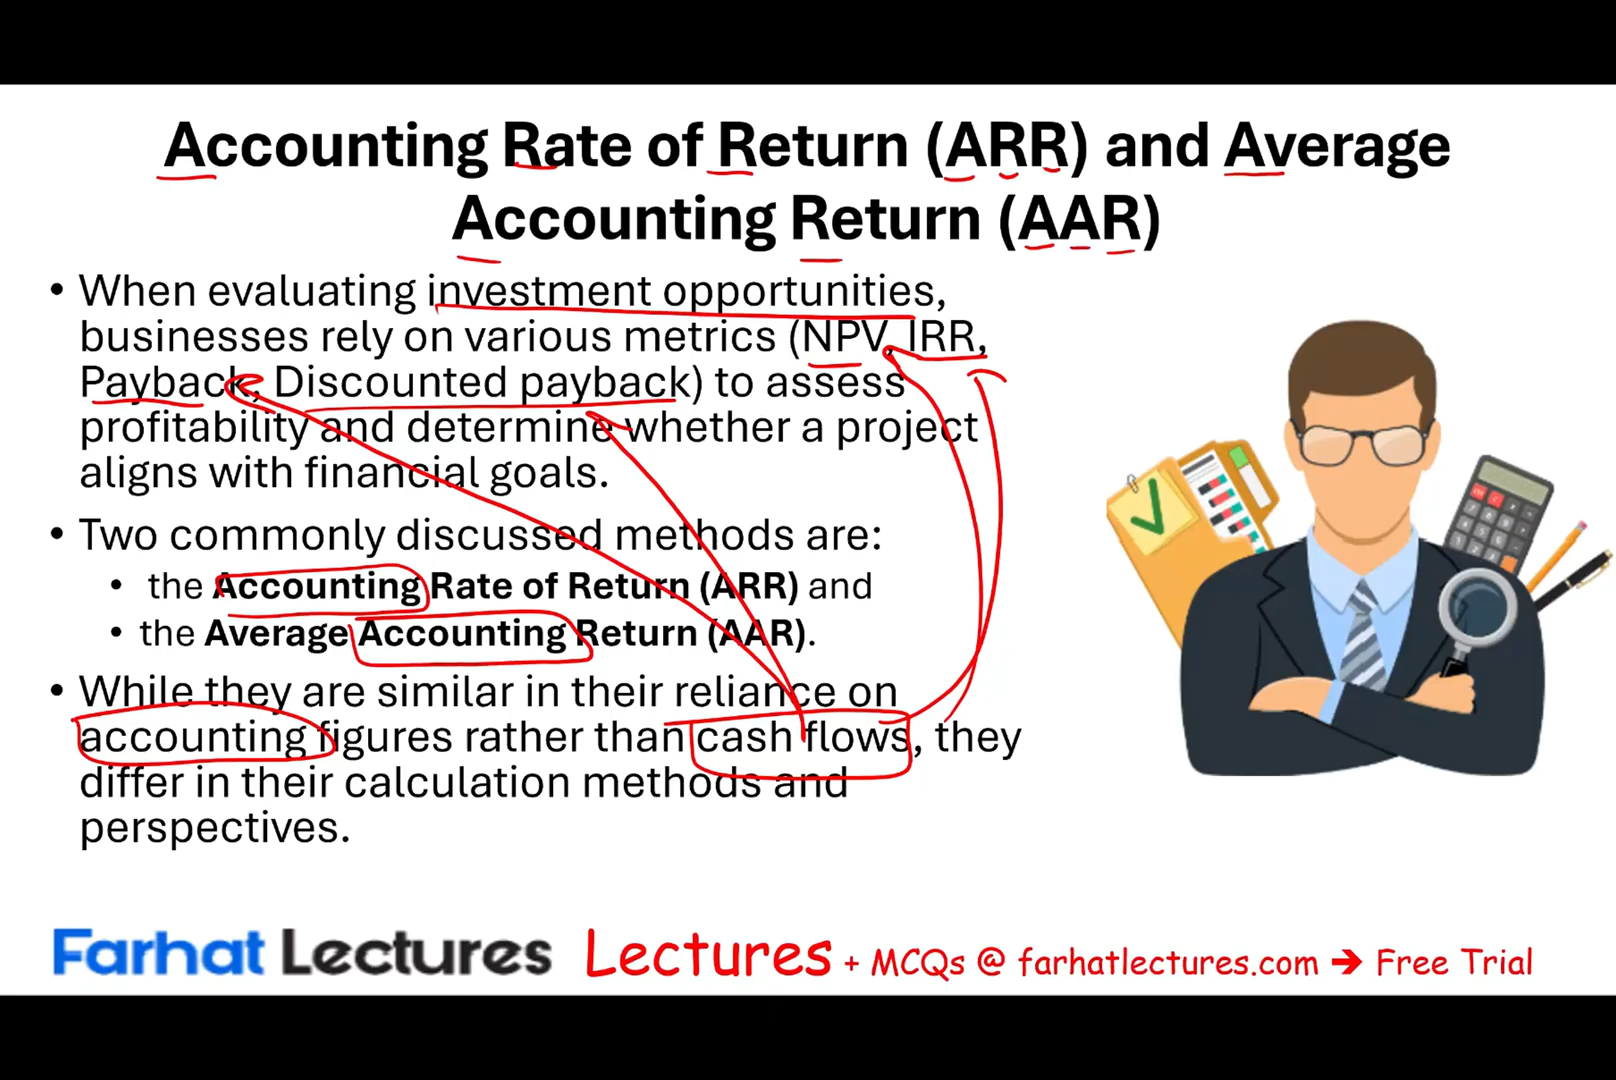 Accounting Rate of Return (ARR) and Average
Accounting Return (AAR)
• When evaluating investment opportunities,
businesses rely on various metrics (NPV, IRR,
Payback, Discounted payback) to assess
profitability and determine whether a project
aligns with financial goals.
• Two commonly discussed methods are:
• the Accounting Rate of Return (ARR) and
• the Average Accounting Return (AAR).
• While they are similar in their reliance on
accounting figures rather than cash flows, they
differ in their calculation methods and
perspectives.
Farhat Lectures Lectures + MCQs @ farhatlectures.com → Free Trial